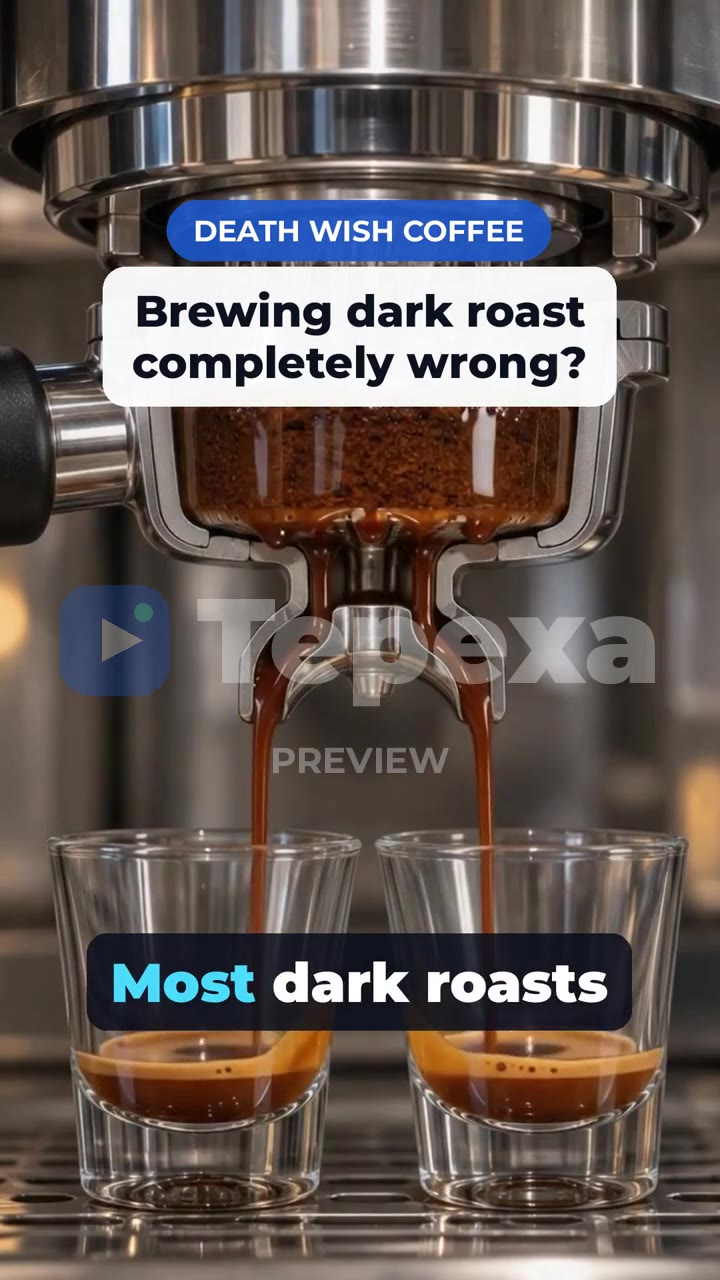 DEATH WISH COFFEE
Brewing dark roast
completely wrong?
Tepexa
PREVIEW
Most dark roasts